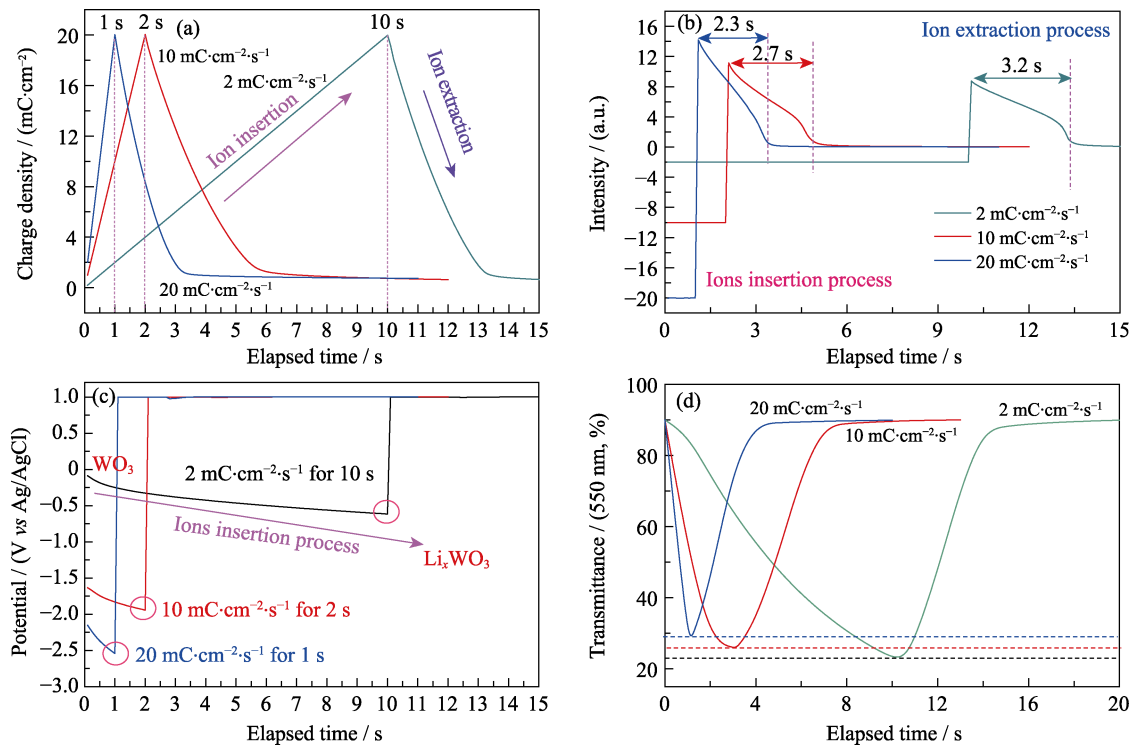 (a)
1 s
2 s
10 s
10 mC·cm⁻²·s⁻¹
2 mC·cm⁻²·s⁻¹
20 mC·cm⁻²·s⁻¹
Ion insertion
Ion extraction
Charge density / (mC·cm⁻²)
20
16
12
8
4
0
0 1 2 3 4 5 6 7 8 9 10 11 12 13 14 15
Elapsed time / s
(b)
Ion extraction process
2.3 s
2.7 s
3.2 s
2 mC·cm⁻²·s⁻¹
10 mC·cm⁻²·s⁻¹
20 mC·cm⁻²·s⁻¹
Ions insertion process
Intensity / (a.u.)
16
12
8
4
0
−4
−8
−12
−16
−20
0 3 6 9 12 15
Elapsed time / s
(c)
WO₃
2 mC·cm⁻²·s⁻¹ for 10 s
Ions insertion process
LiₓWO₃
10 mC·cm⁻²·s⁻¹ for 2 s
20 mC·cm⁻²·s⁻¹ for 1 s
Potential / (V vs Ag/AgCl)
1.0
0.5
0
−0.5
−1.0
−1.5
−2.0
−2.5
−3.0
0 1 2 3 4 5 6 7 8 9 10 11 12 13 14 15
Elapsed time / s
(d)
20 mC·cm⁻²·s⁻¹
10 mC·cm⁻²·s⁻¹
2 mC·cm⁻²·s⁻¹
Transmittance / (550 nm, %)
100
80
60
40
20
0 4 8 12 16 20
Elapsed time / s